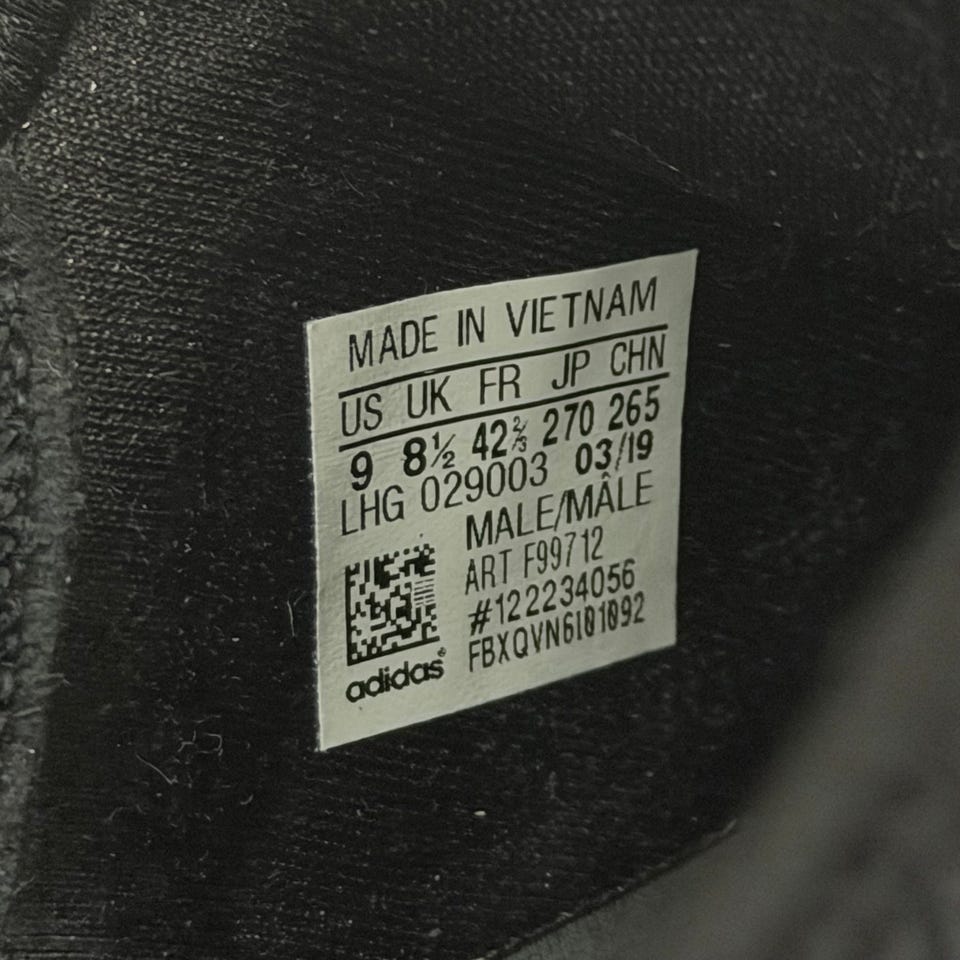 MADE IN VIETNAM
US UK FR JP CHN
9 8½ 42⅔ 270 265
LHG 029003 03/19
MALE/MÂLE
ART F99712
#122234056
FBXQVN6I01092
adidas®